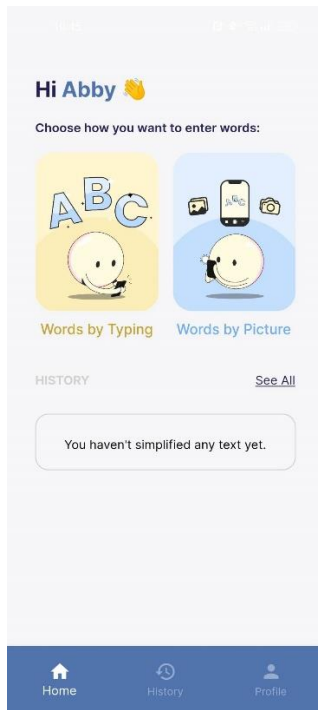 Hi Abby 👋
Choose how you want to enter words:
ABC
ABC
Words by Typing
Words by Picture
HISTORY
See All
You haven't simplified any text yet.
Home
History
Profile